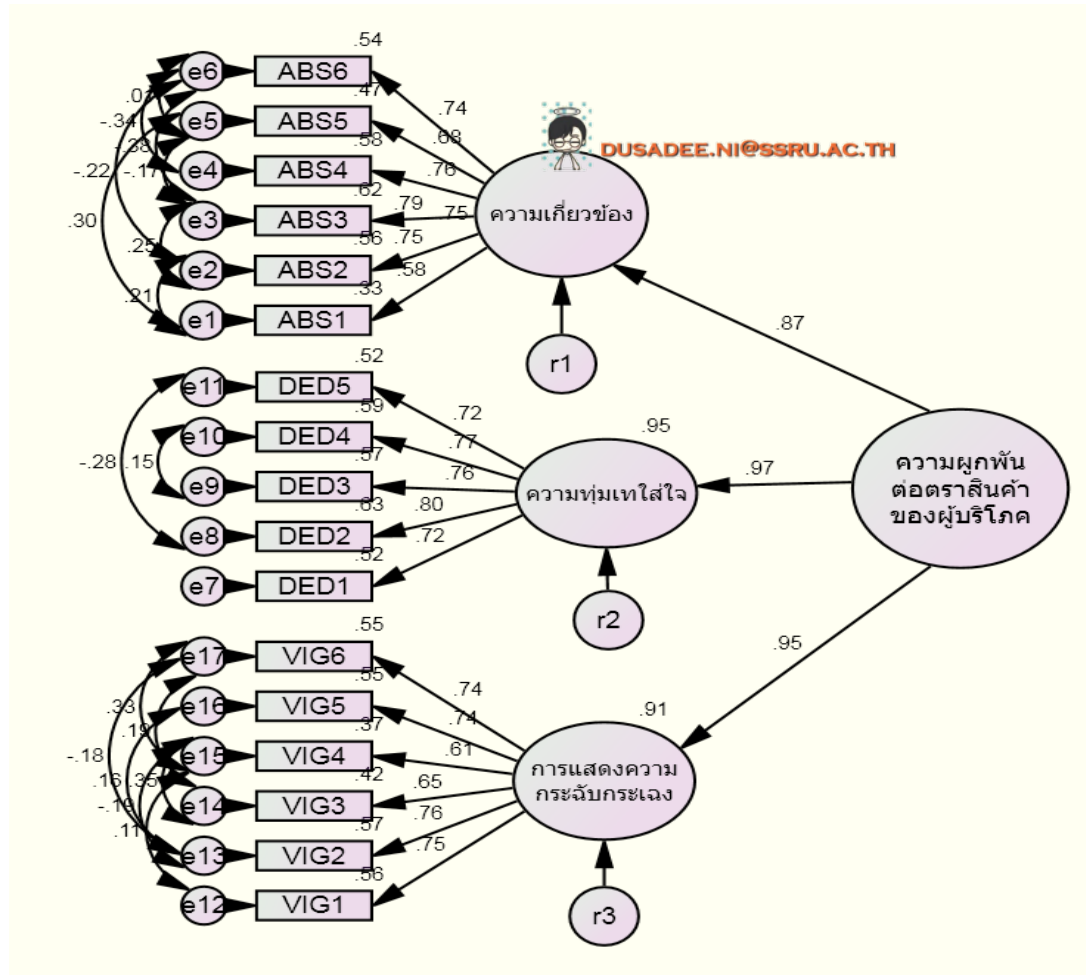 .54
e6 ABS6
.47
.74
.01
e5 ABS5
.68
-.34
.58
DUSADEE.NI@SSRU.AC.TH
-.38
e4 ABS4
.76
-.22
-.17
.62
.79
.75
ความเกี่ยวข้อง
.30
e3 ABS3
.56
.75
.25
e2 ABS2
.58
.33
.21
e1 ABS1
.87
r1
.52
e11 DED5
.59
.72
.95
e10 DED4
.57
.77
-.28
.15
.76
.97
e9 DED3
.63
.80
ความทุ่มเทใส่ใจ
e8 DED2
.52
.72
e7 DED1
r2
ความผูกพัน
ต่อตราสินค้า
ของผู้บริโภค
.55
e17 VIG6
.55
.74
.95
e16 VIG5
.37
.74
.91
.33
.19
e15 VIG4
.42
.61
-.18
.16
.35
.65
การแสดงความ
กระฉับกระเฉง
-.19
e14 VIG3
.57
.76
.11
e13 VIG2
.56
.75
e12 VIG1
r3